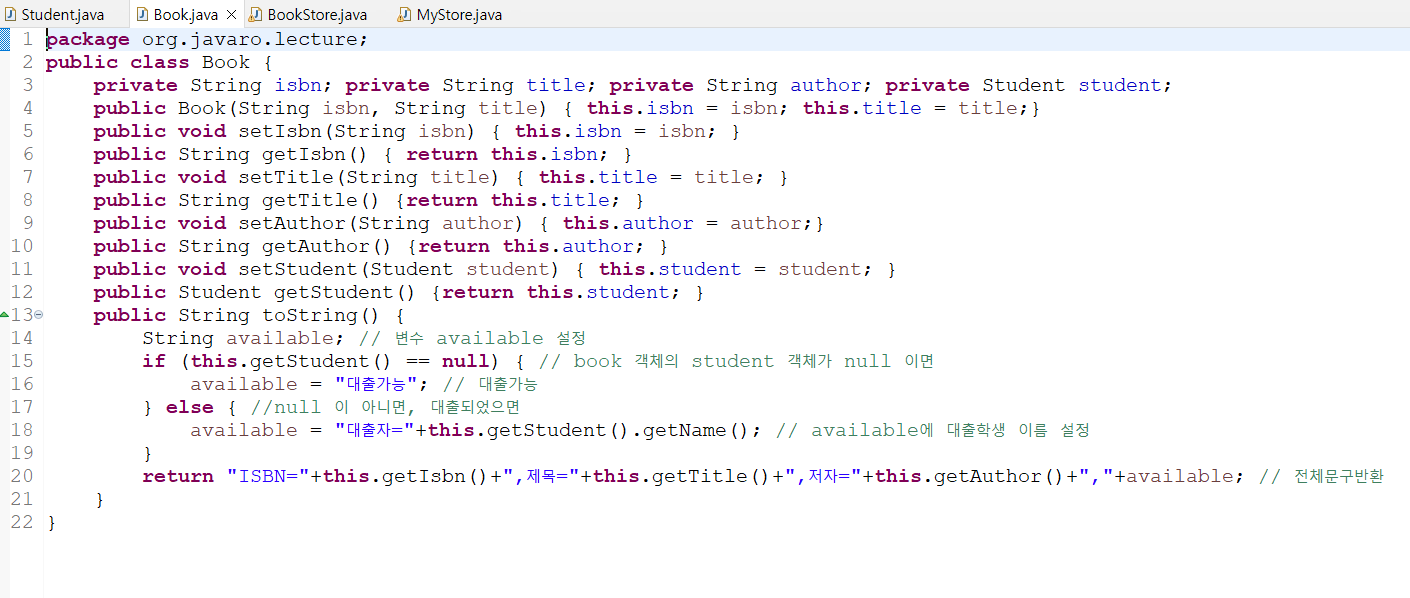 Student.java Book.java BookStore.java MyStore.java
1 package org.javaro.lecture;
2 public class Book {
3     private String isbn; private String title; private String author; private Student student;
4     public Book(String isbn, String title) { this.isbn = isbn; this.title = title;}
5     public void setIsbn(String isbn) { this.isbn = isbn; }
6     public String getIsbn() { return this.isbn; }
7     public void setTitle(String title) { this.title = title; }
8     public String getTitle() {return this.title; }
9     public void setAuthor(String author) { this.author = author;}
10     public String getAuthor() {return this.author; }
11     public void setStudent(Student student) { this.student = student; }
12     public Student getStudent() {return this.student; }
13     public String toString() {
14         String available; // 변수 available 설정
15         if (this.getStudent() == null) { // book 객체의 student 객체가 null 이면
16             available = "대출가능"; // 대출가능
17         } else { //null 이 아니면, 대출되었으면
18             available = "대출자="+this.getStudent().getName(); // available에 대출학생 이름 설정
19         }
20         return "ISBN="+this.getIsbn()+",제목="+this.getTitle()+",저자="+this.getAuthor()+","+available; // 전체문구반환
21     }
22 }